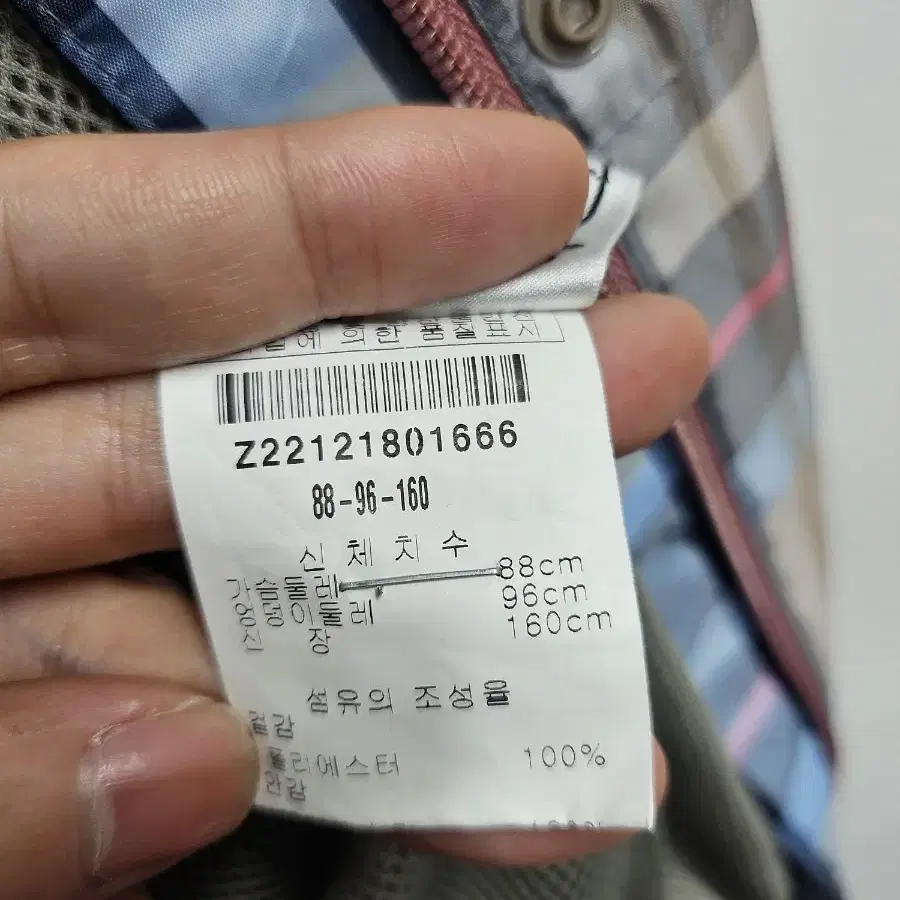 에 의한 품질표시
Z22121801666
88-96-160
신체치수
가슴둘레 88cm
엉덩이둘레 96cm
신장 160cm
섬유의 조성율
겉감
폴리에스터 100%
안감